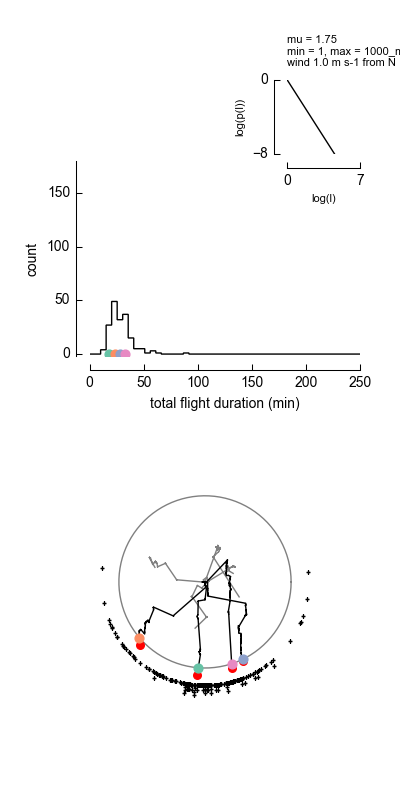 mu = 1.75
min = 1, max = 1000_
wind 1.0 m s-1 from N
0
log(p(l))
−8
0 7
log(l)
150
100
count
50
0
0 50 100 150 200 250
total flight duration (min)